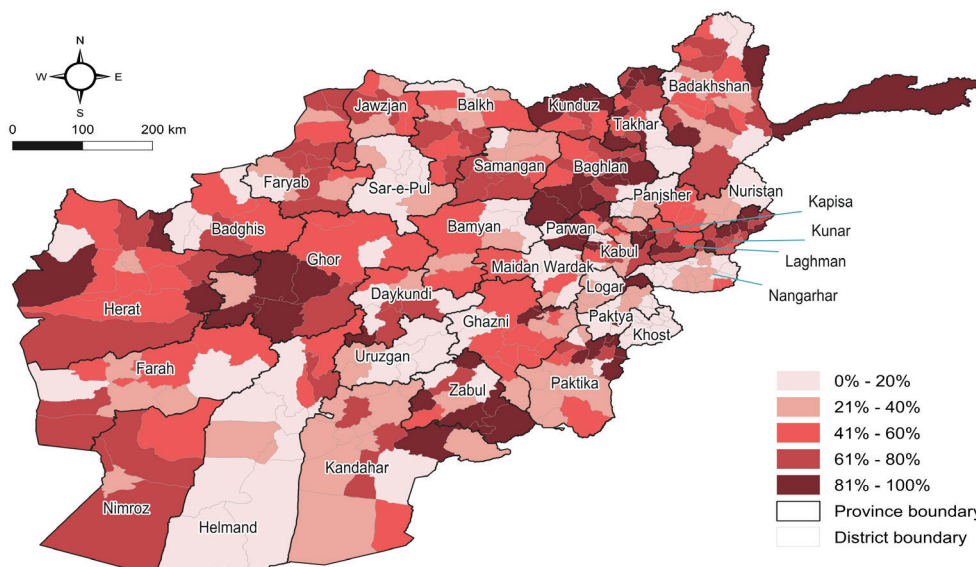 N
W E
S
0 100 200 km
Jawzjan
Balkh
Kunduz
Badakhshan
Takhar
Faryab
Sar-e-Pul
Samangan
Baghlan
Panjsher
Nuristan
Kapisa
Badghis
Bamyan
Parwan
Kunar
Ghor
Kabul
Maidan Wardak
Laghman
Herat
Daykundi
Logar
Nangarhar
Ghazni
Paktya
Khost
Uruzgan
Farah
Zabul
Paktika
Kandahar
Nimroz
Helmand
0% - 20%
21% - 40%
41% - 60%
61% - 80%
81% - 100%
Province boundary
District boundary